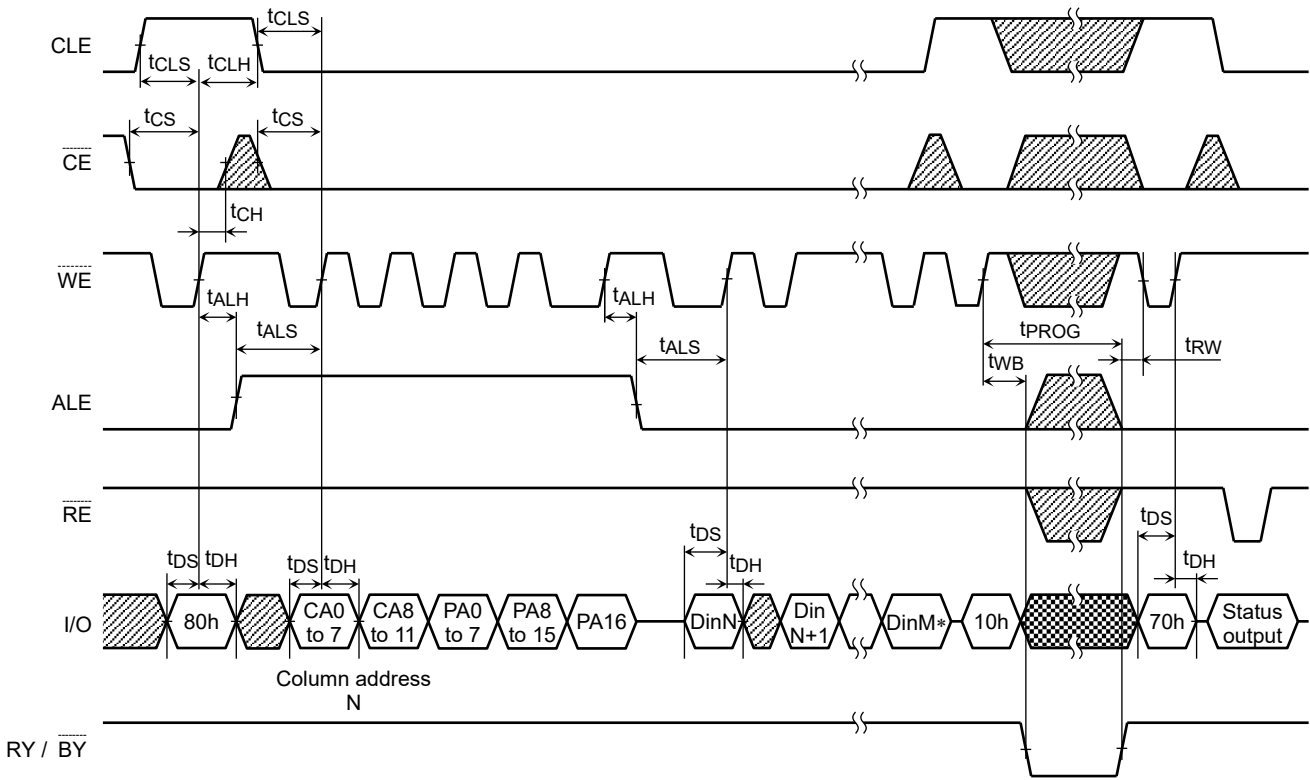 tCLS
CLE
tCLS
tCLH
tCS
tCS
CE
tCH
WE
tALH
tALH
tALS
tPROG
tALS
tRW
tWB
ALE
RE
tDS
tDS
tDS
tDH
tDS
tDH
tDH
tDH
I/O
80h
CA0
to 7
CA8
to 11
PA0
to 7
PA8
to 15
PA16
DinN
Din
N+1
DinM*
10h
70h
Status
output
Column address
N
RY / BY